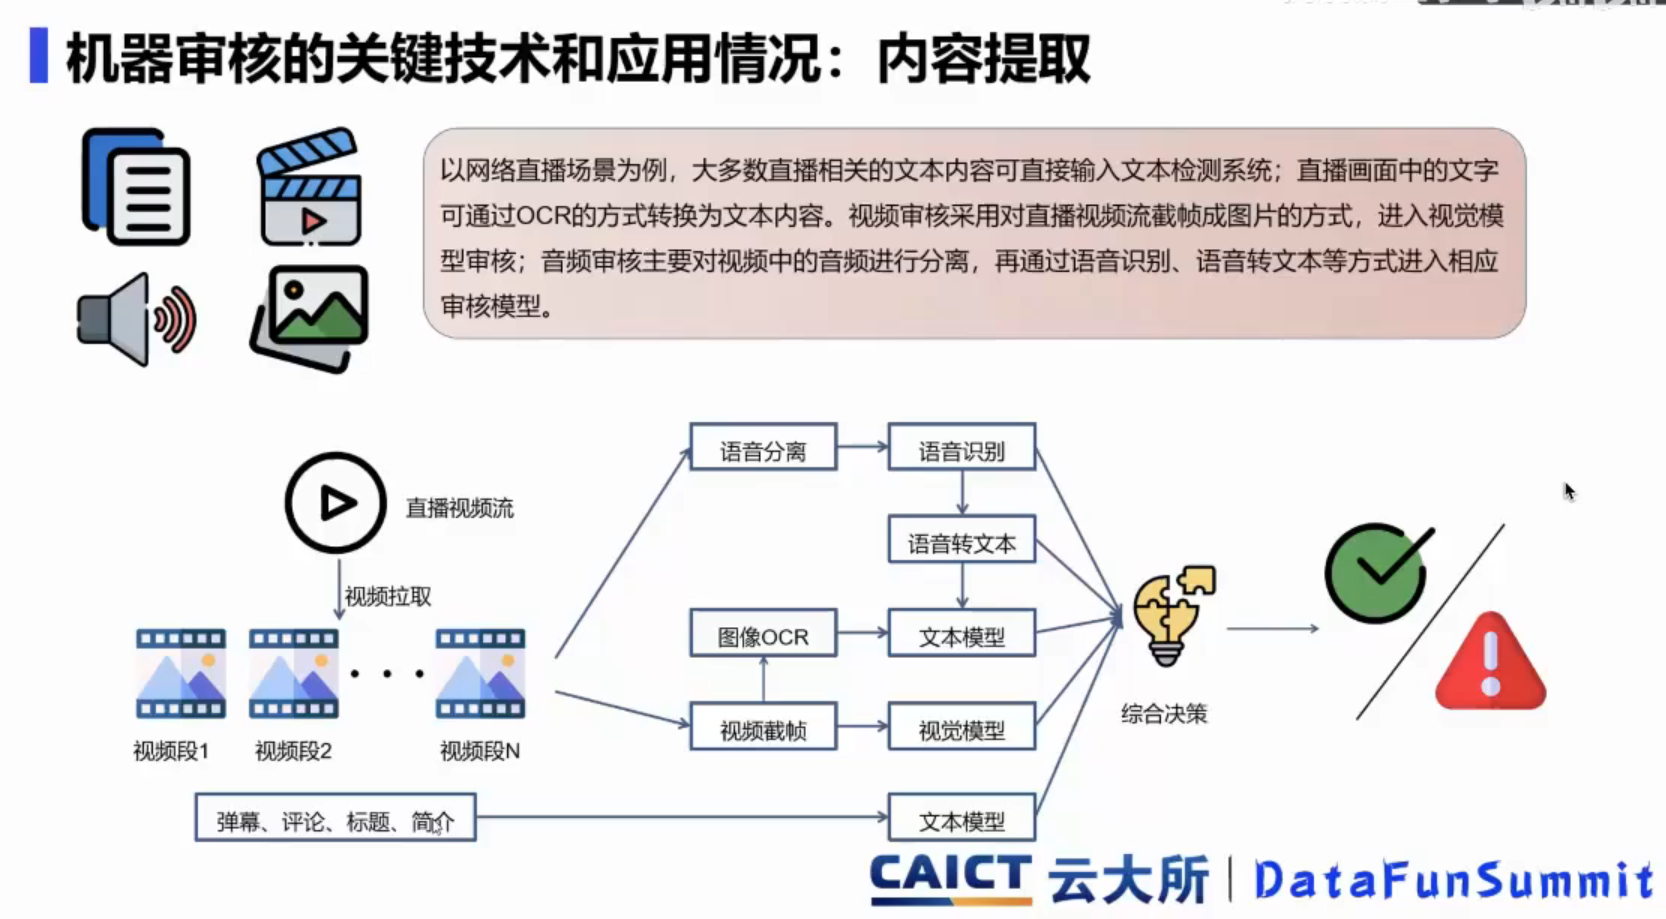 机器审核的关键技术和应用情况：内容提取
以网络直播场景为例，大多数直播相关的文本内容可直接输入文本检测系统；直播画面中的文字
可通过OCR的方式转换为文本内容。视频审核采用对直播视频流截帧成图片的方式，进入视觉模
型审核；音频审核主要对视频中的音频进行分离，再通过语音识别、语音转文本等方式进入相应
审核模型。
直播视频流
视频拉取
视频段1
视频段2
视频段N
弹幕、评论、标题、简介
语音分离
语音识别
语音转文本
图像OCR
文本模型
视频截帧
视觉模型
文本模型
综合决策
CAICT 云大所
DataFunSummit